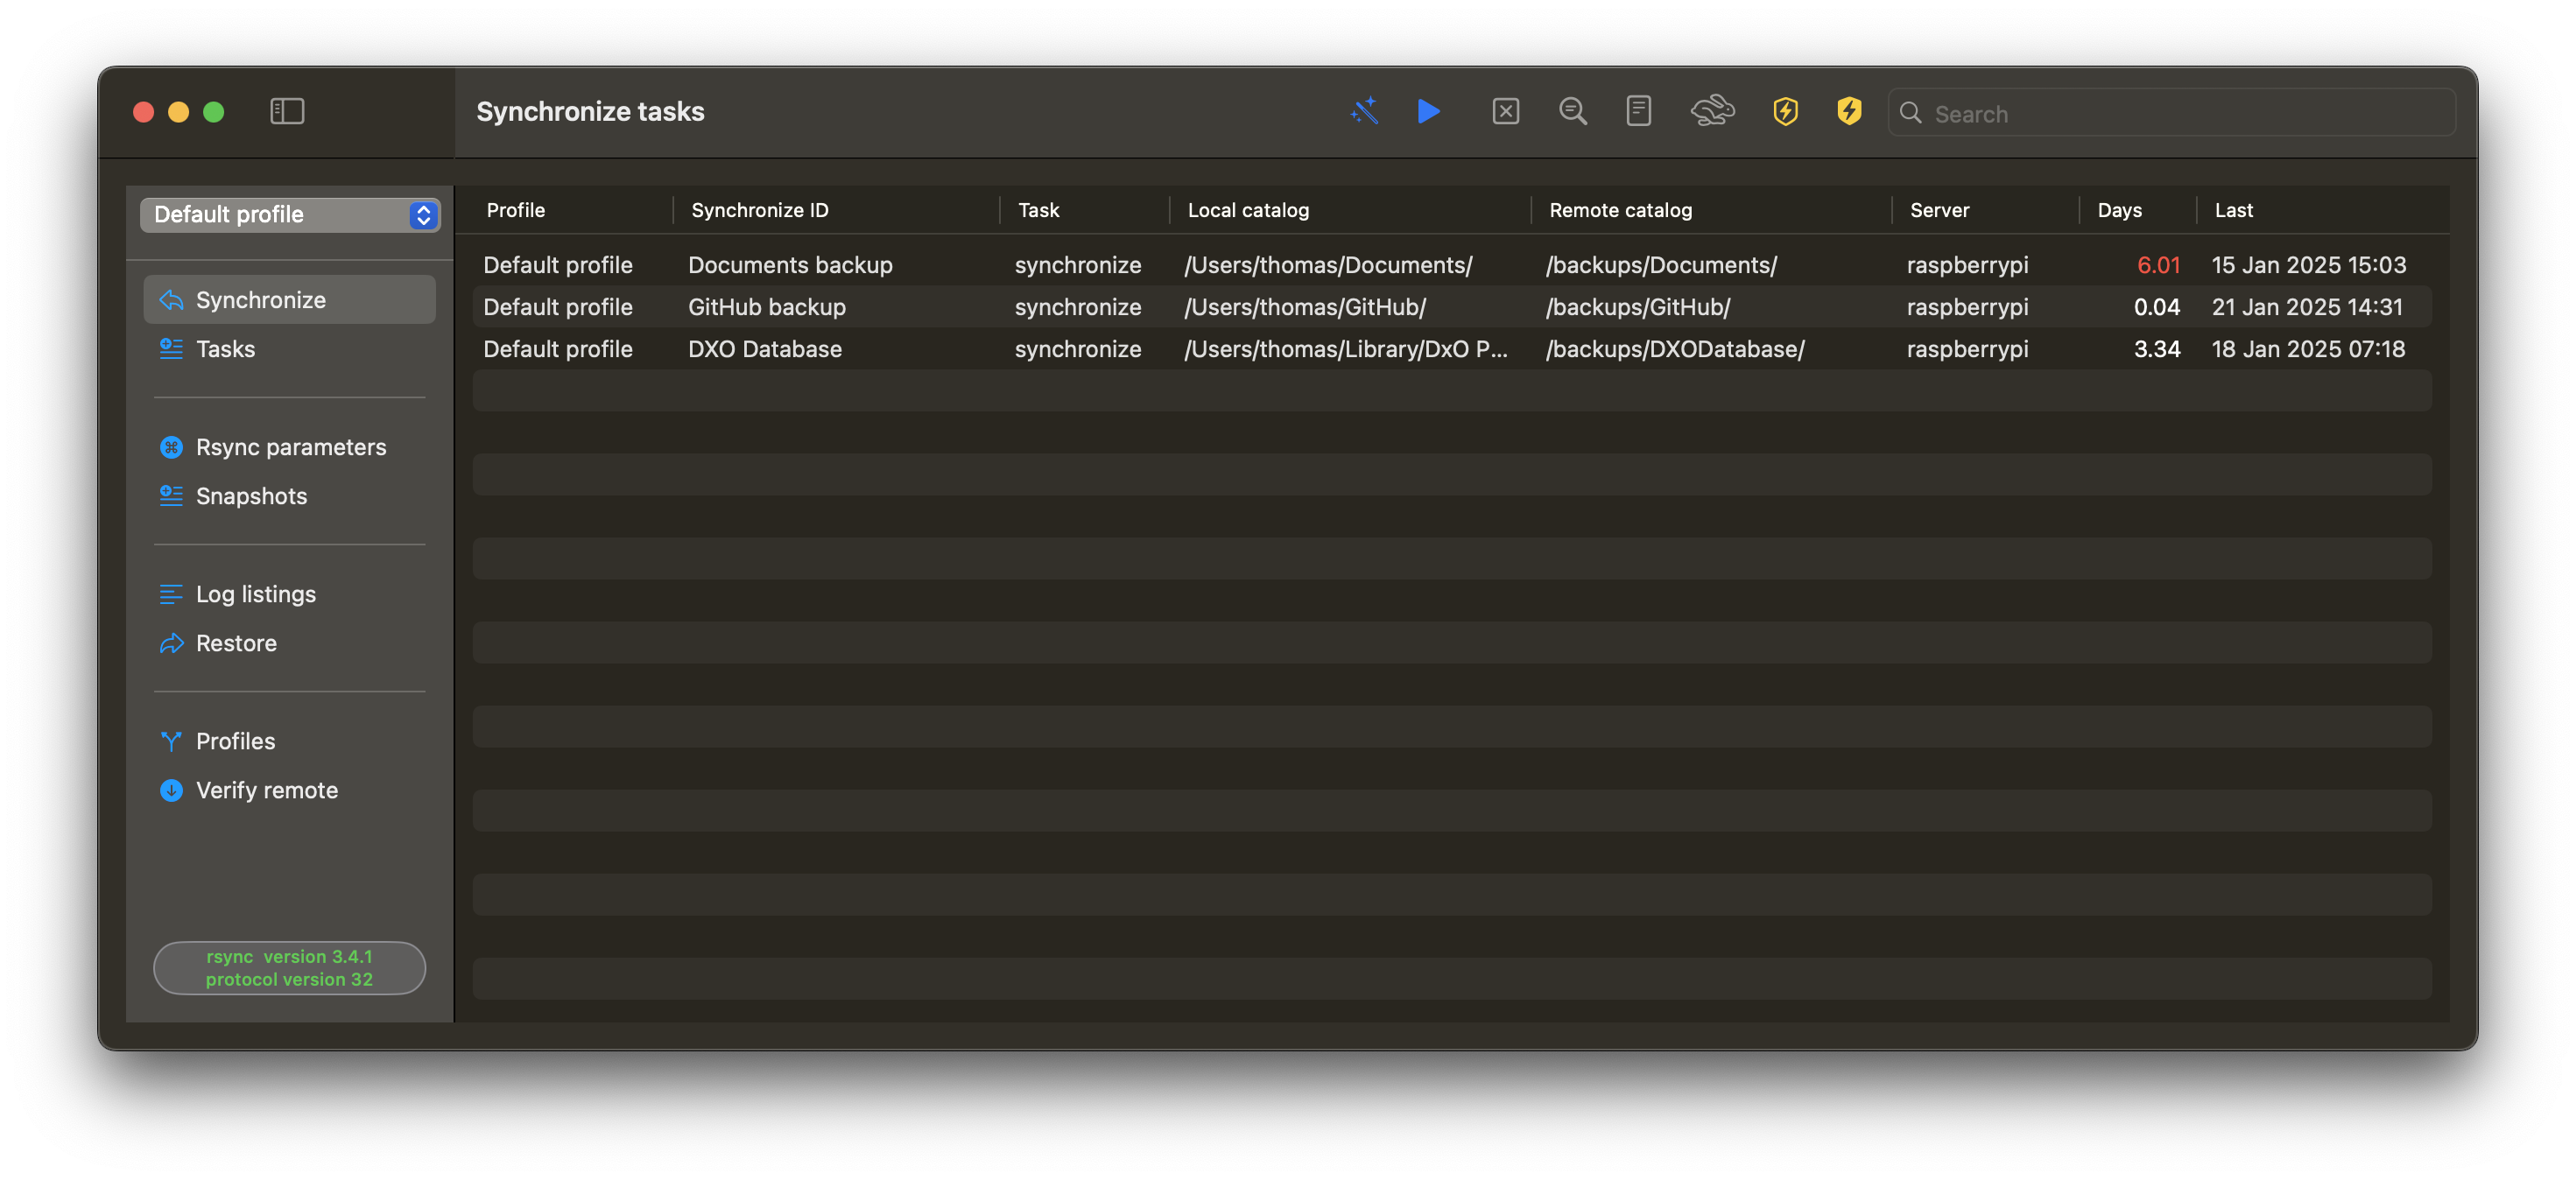 Synchronize tasks
Search
Default profile
Synchronize
Tasks
Rsync parameters
Snapshots
Log listings
Restore
Profiles
Verify remote
rsync  version 3.4.1
protocol version 32
Profile Synchronize ID Task Local catalog Remote catalog Server Days Last
Default profile Documents backup synchronize /Users/thomas/Documents/ /backups/Documents/ raspberrypi 6.01 15 Jan 2025 15:03
Default profile GitHub backup synchronize /Users/thomas/GitHub/ /backups/GitHub/ raspberrypi 0.04 21 Jan 2025 14:31
Default profile DXO Database synchronize /Users/thomas/Library/DxO P... /backups/DXODatabase/ raspberrypi 3.34 18 Jan 2025 07:18